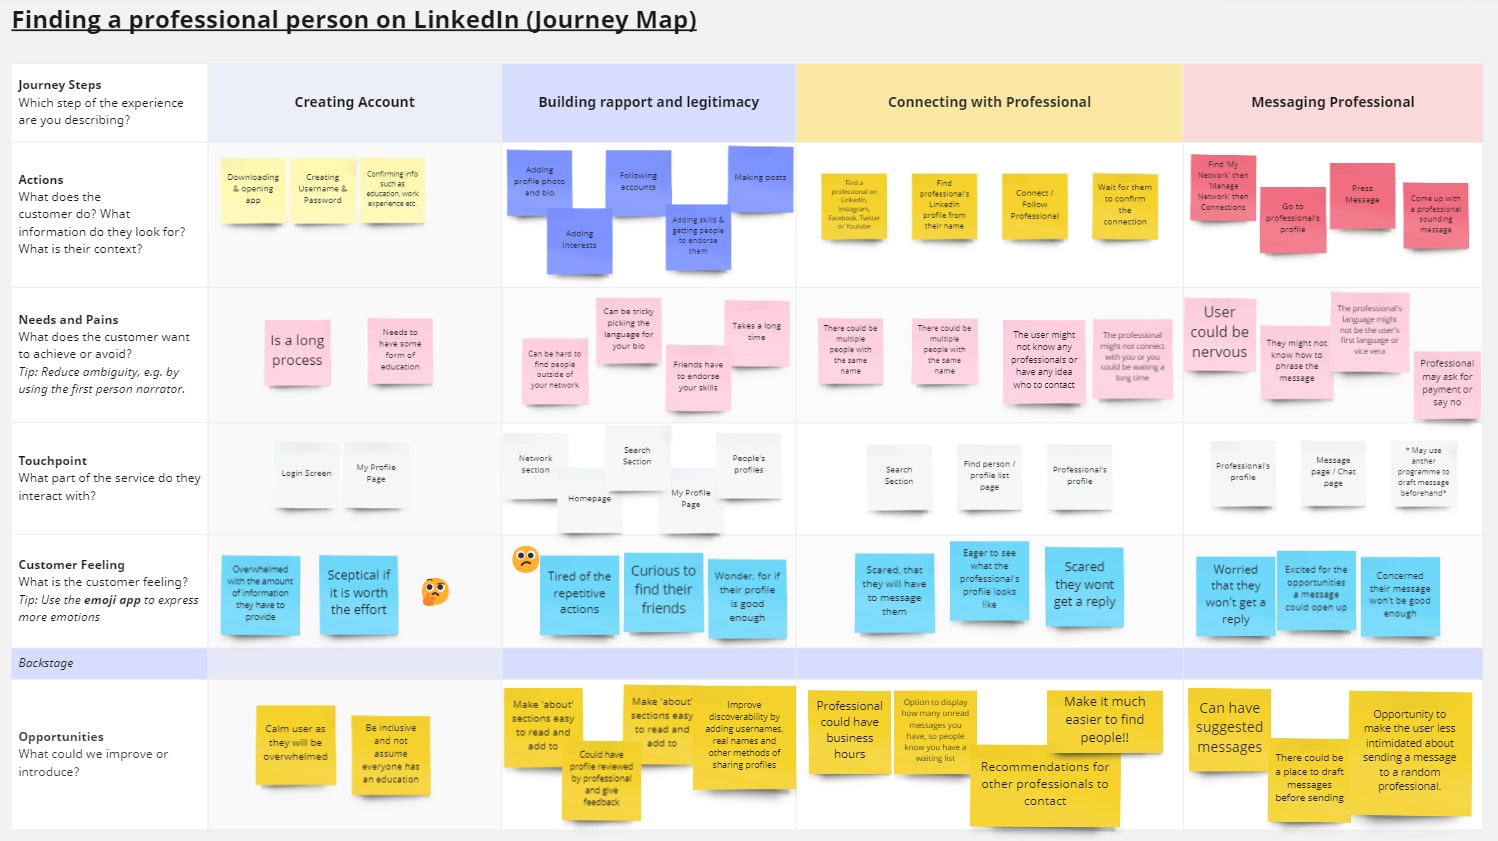 Finding a professional person on LinkedIn (Journey Map)
Journey Steps
Which step of the experience
are you describing?
Creating Account
Building rapport and legitimacy
Connecting with Professional
Messaging Professional
Actions
What does the
customer do? What
information do they look for?
What is their context?
Downloading
& opening
app
Creating
Username &
Password
Confirming info
such as
education, work
experience etc.
Adding
profile photo
and bio
Adding
Interests
Following
accounts
Adding skills &
getting people
to endorse
them
Making posts
Find a
professional on
LinkedIn,
Instagram,
Facebook, Twitter
or Youtube
Find
professional's
LinkedIn
profile from
their name
Connect /
Follow
Professional
Wait for them
to confirm
the
connection
Find 'My
Network' then
'Manage
Network' then
Connections
Go to
professional's
profile
Press
Message
Come up with
a professional
sounding
message
Needs and Pains
What does the customer want
to achieve or avoid?
Tip: Reduce ambiguity, e.g. by
using the first person narrator.
Is a long
process
Needs to
have some
form of
education
Can be hard to
find people
outside of
your network
Can be tricky
picking the
language for
your bio
Friends have
to endorse
your skills
Takes a long
time
There could be
multiple
people with
the same
name
There could be
multiple
people with
the same
name
The user might
not know any
professionals or
have any idea
who to contact
The professional
might not connect
with you or you
could be waiting a
long time
User
could be
nervous
They might not
know how to
phrase the
message
The professional's
language might
not be the user's
first language or
vice vera
Professional
may ask for
payment or
say no
Touchpoint
What part of the service do they
interact with?
Login Screen
My Profile
Page
Network
section
Homepage
Search
Section
My Profile
Page
People's
profiles
Search
Section
Find person /
profile list
page
Professional's
profile
Professional's
profile
Message
page / Chat
page
* May use
anther
programme to
draft message
beforehand*
Customer Feeling
What is the customer feeling?
Tip: Use the emoji app to express
more emotions
Overwhelmed
with the amount
of information
they have to
provide
Sceptical if
it is worth
the effort
Tired of the
repetitive
actions
Curious to
find their
friends
Wonder, for if
their profile
is good
enough
Scared, that
they will have
to message
them
Eager to see
what the
professional's
profile looks
like
Scared
they wont
get a reply
Worried
that they
won't get a
reply
Excited for the
opportunities
a message
could open up
Concerned
their message
won't be good
enough
Backstage
Opportunities
What could we improve or
introduce?
Calm user as
they will be
overwhelmed
Be inclusive
and not
assume
everyone has
an education
Make 'about'
sections easy
to read and
add to
Could have
profile reviewed
by professional
and give
feedback
Make 'about'
sections easy
to read and
add to
Improve
discoverability by
adding usernames,
real names and
other methods of
sharing profiles
Professional
could have
business
hours
Option to display
how many unread
messages you
have, so people
know you have a
waiting list
Recommendations for
other professionals to
contact
Make it much
easier to find
people!!
Can have
suggested
messages
There could be
a place to draft
messages
before sending
Opportunity to
make the user less
intimidated about
sending a message
to a random
professional.